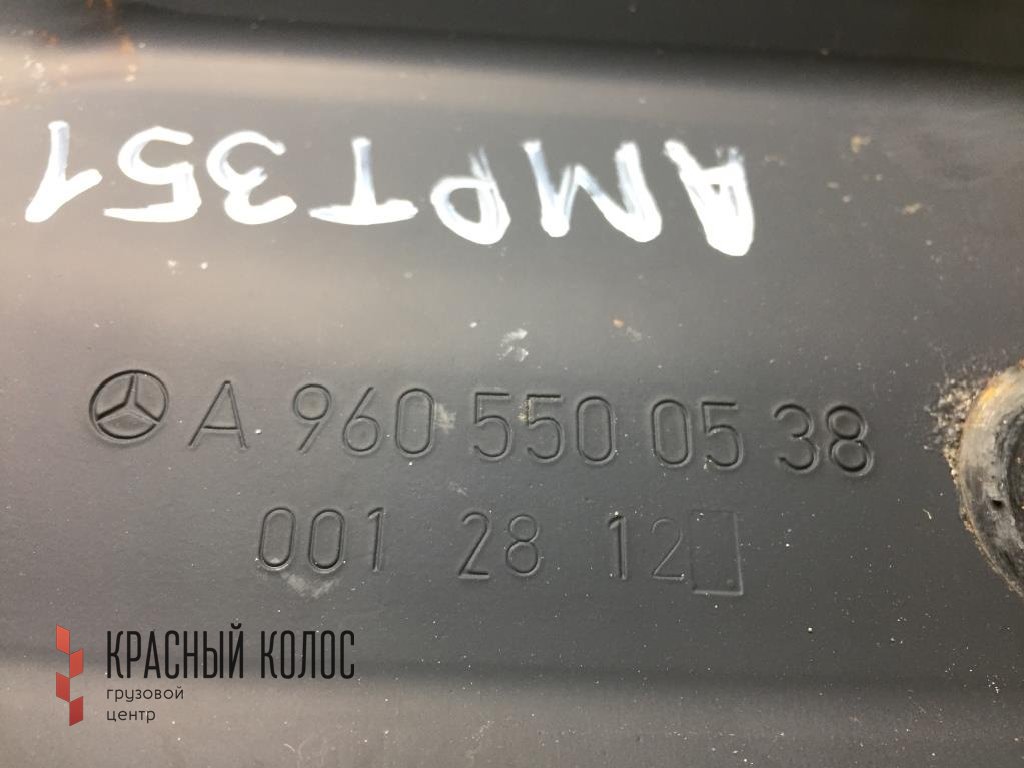 AMPT351
A 960 550 05 38
001 28 12
КРАСНЫЙ КОЛОС
грузовой
центр